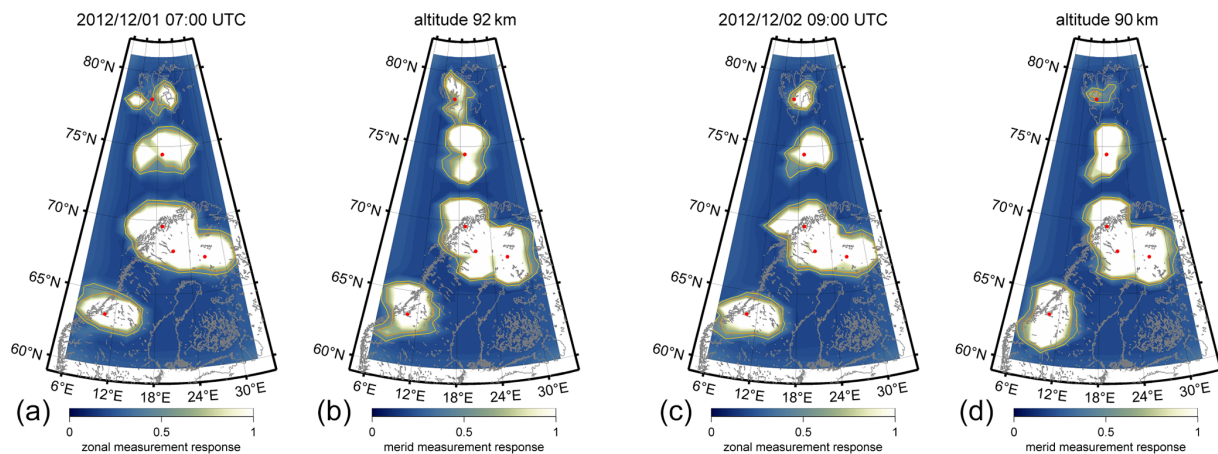 2012/12/01 07:00 UTC
altitude 92 km
2012/12/02 09:00 UTC
altitude 90 km
80°N
75°N
70°N
65°N
60°N
6°E
12°E
18°E
24°E
30°E
80°N
75°N
70°N
65°N
60°N
6°E
12°E
18°E
24°E
30°E
80°N
75°N
70°N
65°N
60°N
6°E
12°E
18°E
24°E
30°E
80°N
75°N
70°N
65°N
60°N
6°E
12°E
18°E
24°E
30°E
(a)
(b)
(c)
(d)
0 0.5 1
zonal measurement response
0 0.5 1
merid measurement response
0 0.5 1
zonal measurement response
0 0.5 1
merid measurement response